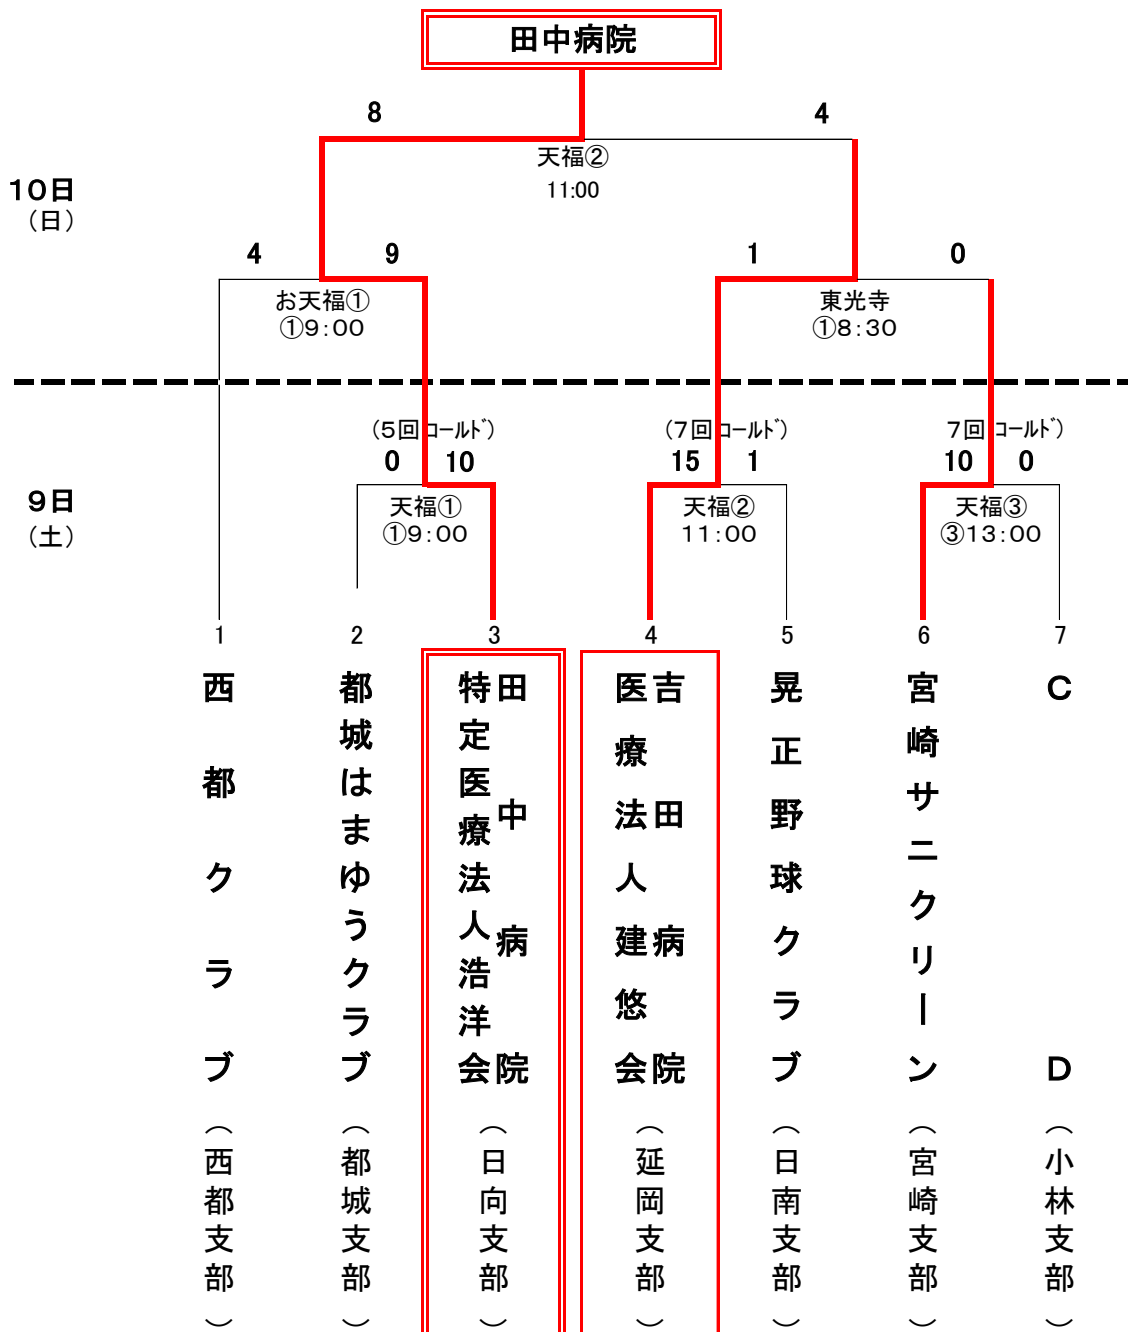 田中病院
8 4
天福②
11:00
10日
（日）
4 9 1 0
お天福① 東光寺
①9:00 ①8:30
(5回コールド) (7回コールド) 7回コールド)
0 10 15 1 10 0
9日
（土）
天福① 天福② 天福③
①9:00 11:00 ③13:00
1 2 3 4 5 6 7
西都クラブ
（西都支部）
都城はまゆうクラブ
（都城支部）
特定医療法人浩洋会
田中病院
（日向支部）
医療法人建悠会
吉田病院
（延岡支部）
晃正野球クラブ
（日南支部）
宮崎サニクリーン
（宮崎支部）
CD
（小林支部）